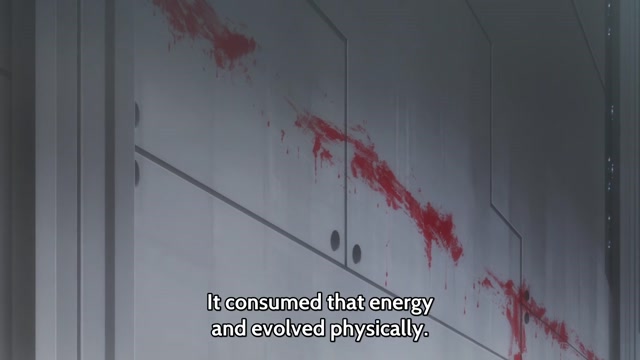 It consumed that energy
and evolved physically.